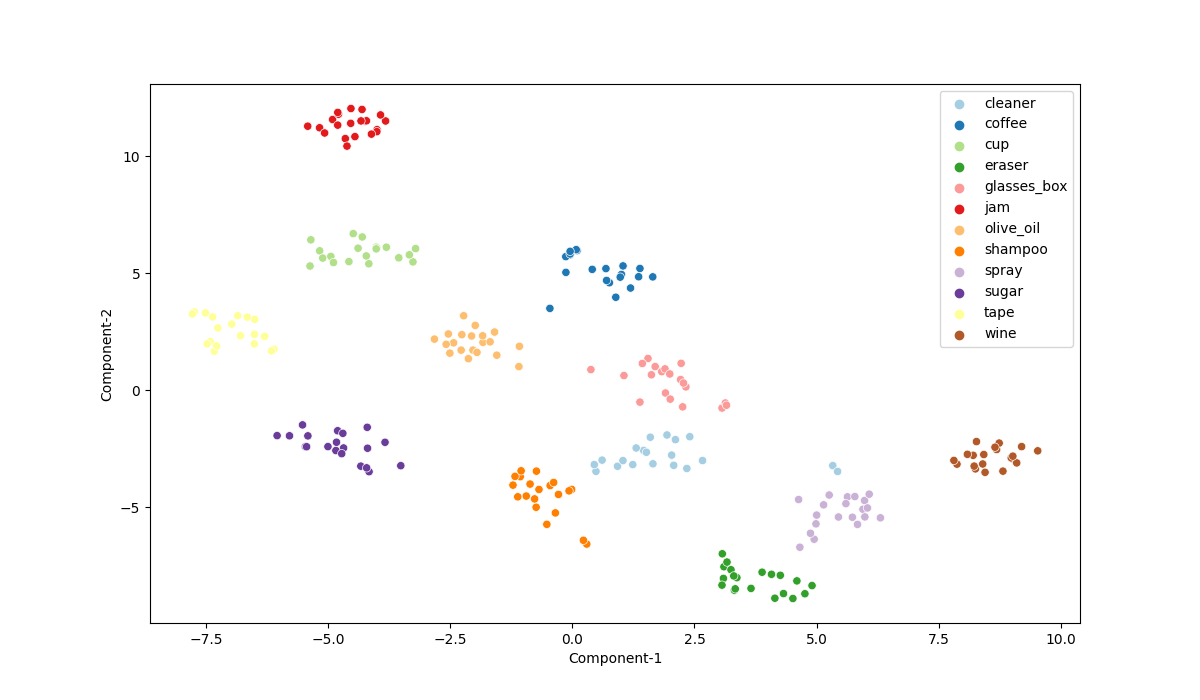 cleaner
coffee
cup
eraser
glasses_box
jam
olive_oil
shampoo
spray
sugar
tape
wine
10
5
0
−5
Component-2
−7.5 −5.0 −2.5 0.0 2.5 5.0 7.5 10.0
Component-1